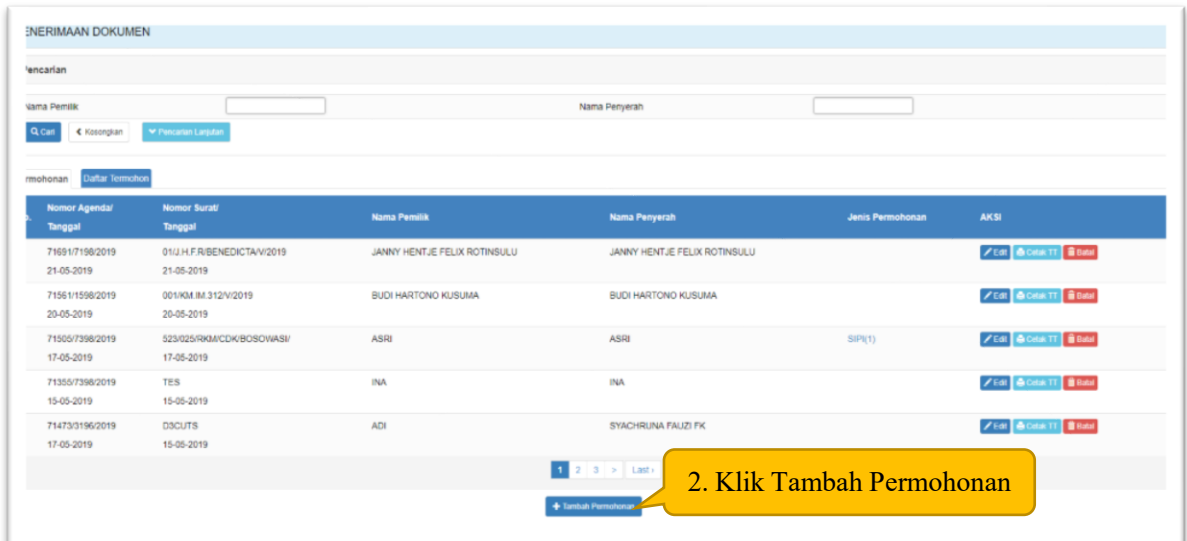 ENERIMAAN DOKUMEN
Pencarian
Nama Pemilik Nama Penyerah
Cari Kosongkan Pencarian Lanjutan
rmohonan Daftar Termohon
o. Nomor Agenda/ Tanggal Nomor Surat/ Tanggal Nama Pemilik Nama Penyerah Jenis Permohonan AKSI
71691/7198/2019 01/J.H.F.R/BENEDICTA/V/2019 JANNY HENTJE FELIX ROTINSULU JANNY HENTJE FELIX ROTINSULU Edit Cetak TT Batal
21-05-2019 21-05-2019
71561/1598/2019 001/KM.IM.312/V/2019 BUDI HARTONO KUSUMA BUDI HARTONO KUSUMA Edit Cetak TT Batal
20-05-2019 20-05-2019
71505/7398/2019 523/025/RKM/CDK/BOSOWASI/ ASRI ASRI SIPI(1) Edit Cetak TT Batal
17-05-2019 17-05-2019
71355/7398/2019 TES INA INA Edit Cetak TT Batal
15-05-2019 15-05-2019
71473/3196/2019 D3CUTS ADI SYACHRUNA FAUZI FK Edit Cetak TT Batal
17-05-2019 15-05-2019
1 2 3 > Last ›
2. Klik Tambah Permohonan
+ Tambah Permohonan